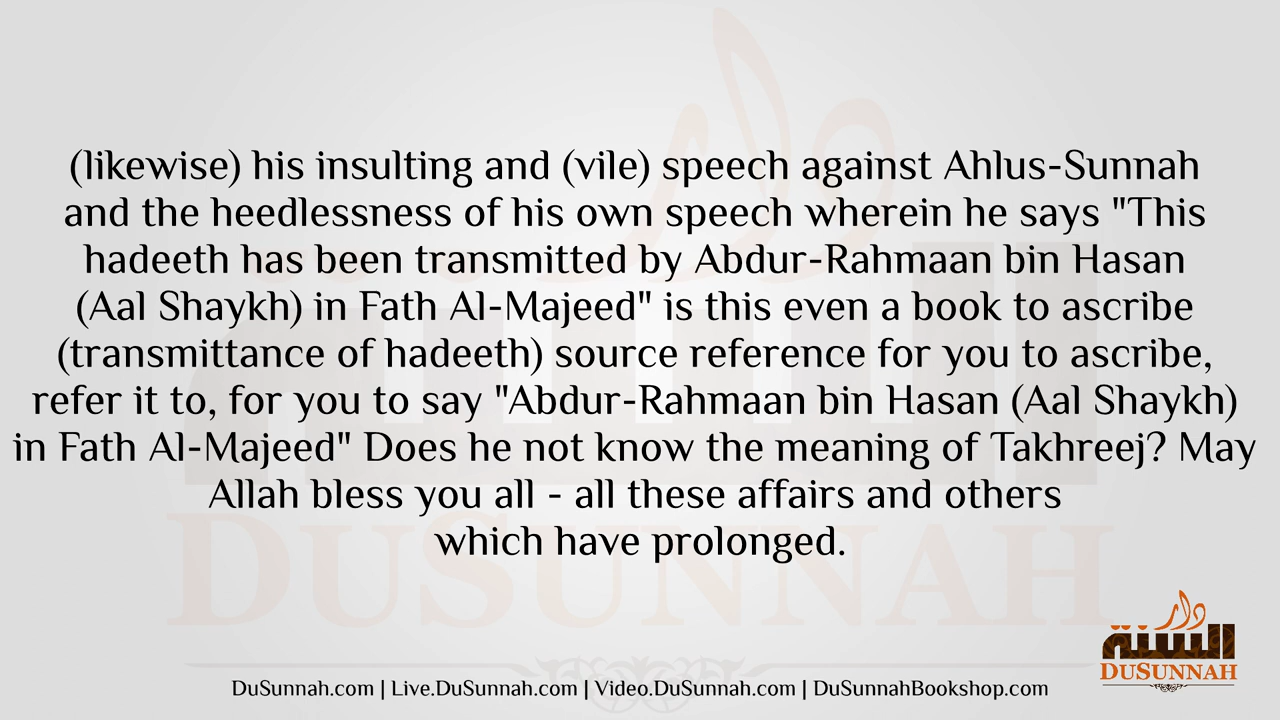 (likewise) his insulting and (vile) speech against Ahlus-Sunnah
and the heedlessness of his own speech wherein he says "This
hadeeth has been transmitted by Abdur-Rahmaan bin Hasan
(Aal Shaykh) in Fath Al-Majeed" is this even a book to ascribe
(transmittance of hadeeth) source reference for you to ascribe,
refer it to, for you to say "Abdur-Rahmaan bin Hasan (Aal Shaykh)
in Fath Al-Majeed" Does he not know the meaning of Takhreej? May
Allah bless you all - all these affairs and others
which have prolonged.
DUSUNNAH
دار
السنة
DUSUNNAH
DuSunnah.com | Live.DuSunnah.com | Video.DuSunnah.com | DuSunnahBookshop.com